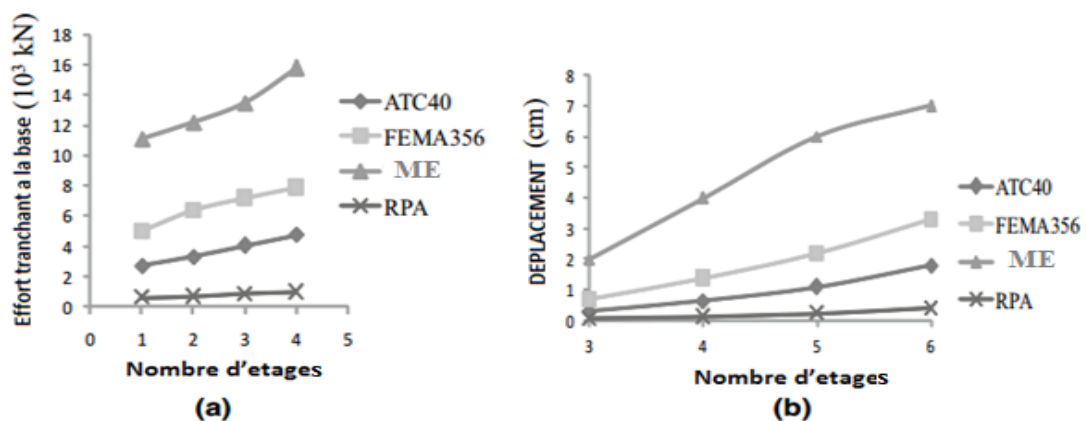 Effort tranchant a la base (10³ kN)
18
16
14
12
10
8
6
4
2
0
0 1 2 3 4 5
Nombre d'etages
(a)
ATC40
FEMA356
ME
RPA
DEPLACEMENT (cm)
8
7
6
5
4
3
2
1
0
3 4 5 6
Nombre d'etages
(b)
ATC40
FEMA356
ME
RPA